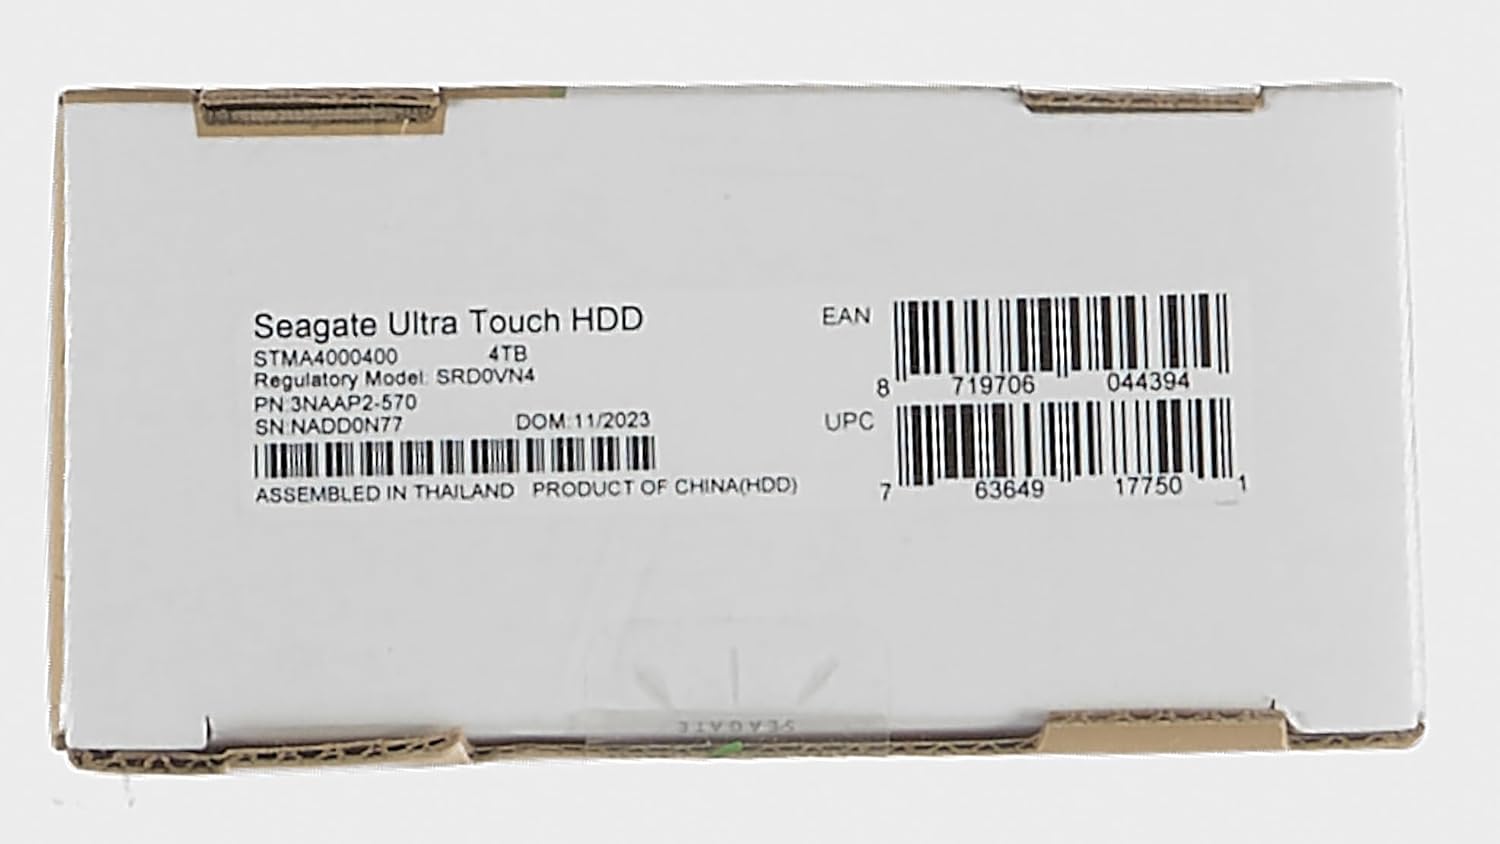 Seagate Ultra Touch HDD
STMA4000400 4TB
Regulatory Model: SRD0VN4
PN:3NAAP2-570
SN:NADD0N77 DOM:11/2023
ASSEMBLED IN THAILAND PRODUCT OF CHINA(HDD)
EAN
8 719706 044394
UPC
7 63649 17750 1
SEAGATE